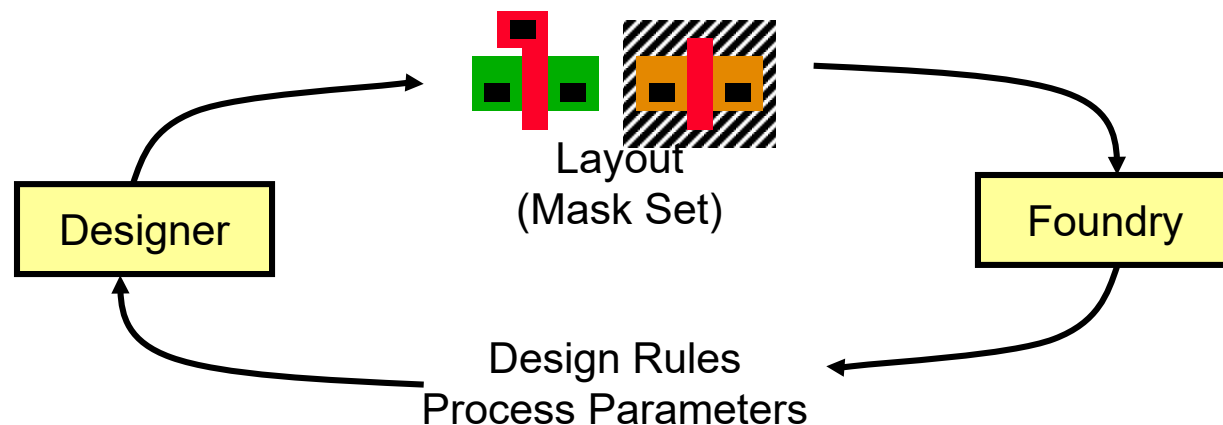 Layout
(Mask Set)
Designer
Foundry
Design Rules
Process Parameters